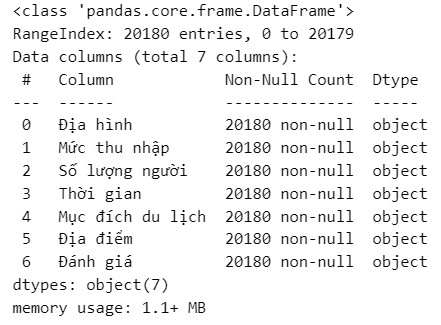 <class 'pandas.core.frame.DataFrame'>
RangeIndex: 20180 entries, 0 to 20179
Data columns (total 7 columns):
 #   Column            Non-Null Count  Dtype
---  ------            --------------  -----
 0   Địa hình          20180 non-null  object
 1   Mức thu nhập      20180 non-null  object
 2   Số lượng người    20180 non-null  object
 3   Thời gian         20180 non-null  object
 4   Mục đích du lịch  20180 non-null  object
 5   Địa điểm          20180 non-null  object
 6   Đánh giá          20180 non-null  object
dtypes: object(7)
memory usage: 1.1+ MB